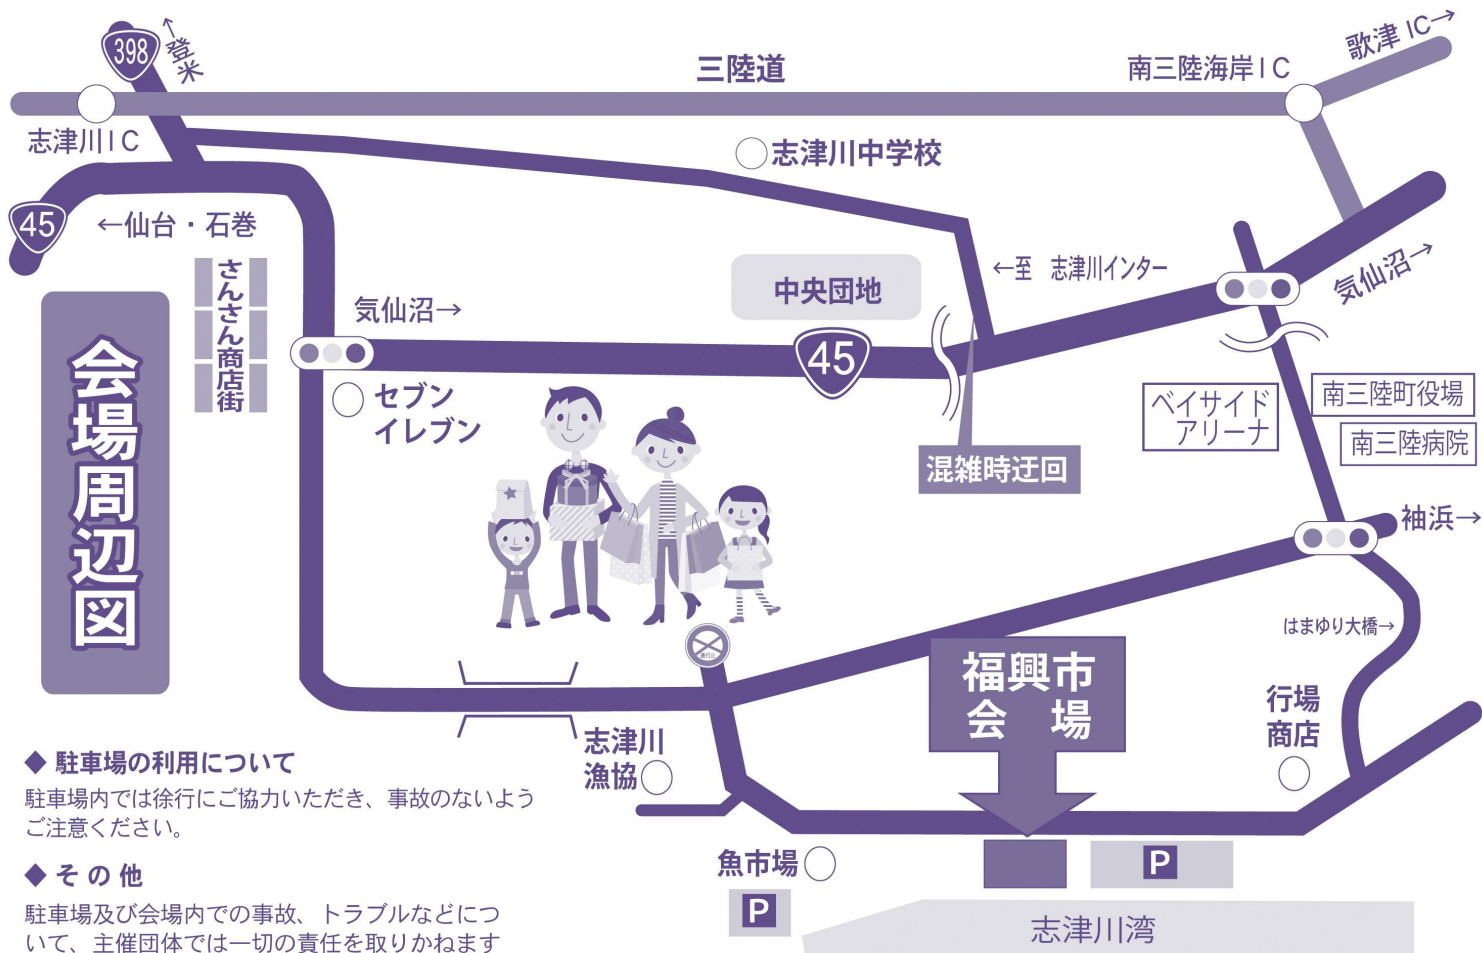 398
←登米
三陸道
南三陸海岸IC
歌津 IC→
志津川IC
志津川中学校
45
←仙台・石巻
さんさん商店街
気仙沼→
中央団地
←至　志津川インター
気仙沼→
会場周辺図
45
セブン
イレブン
ベイサイド
アリーナ
南三陸町役場
南三陸病院
混雑時迂回
袖浜→
はまゆり大橋→
通行止
福興市
会　場
行場
商店
志津川
漁協
◆ 駐車場の利用について
駐車場内では徐行にご協力いただき、事故のないよう
ご注意ください。
魚市場
P
P
◆ そ の 他
駐車場及び会場内での事故、トラブルなどにつ
いて、主催団体では一切の責任を取りかねます
志津川湾